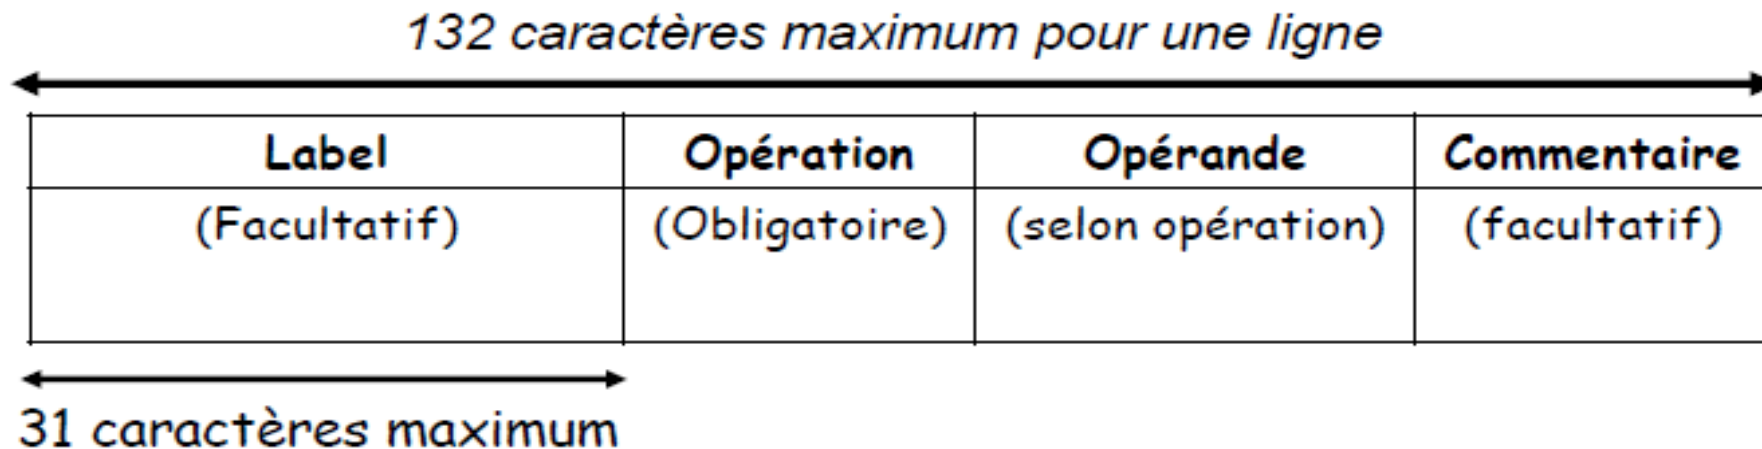 132 caractères maximum pour une ligne
Label Opération Opérande Commentaire
(Facultatif) (Obligatoire) (selon opération) (facultatif)
31 caractères maximum